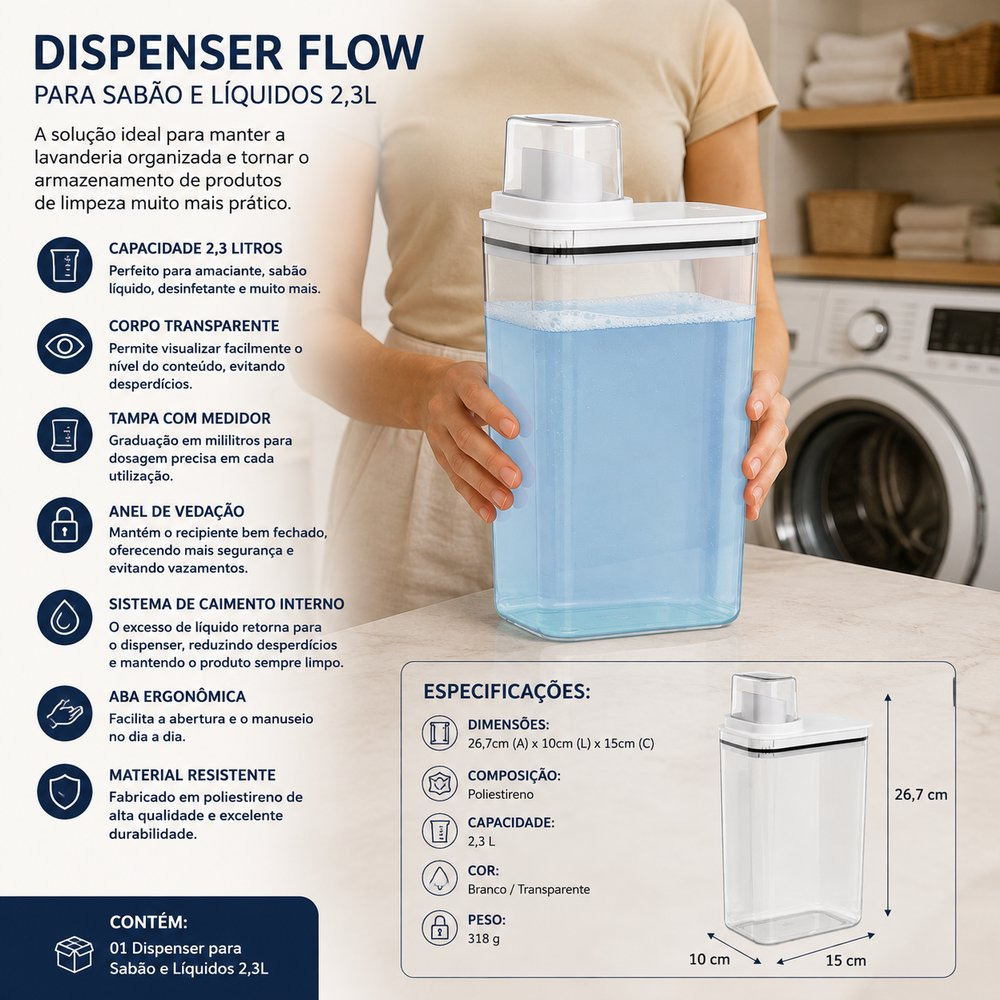 DISPENSER FLOW
PARA SABÃO E LÍQUIDOS 2,3L
A solução ideal para manter a
lavanderia organizada e tornar o
armazenamento de produtos
de limpeza muito mais prático.
CAPACIDADE 2,3 LITROS
Perfeito para amaciante, sabão
líquido, desinfetante e muito mais.
CORPO TRANSPARENTE
Permite visualizar facilmente o
nível do conteúdo, evitando
desperdícios.
TAMPA COM MEDIDOR
Graduação em mililitros para
dosagem precisa em cada
utilização.
ANEL DE VEDAÇÃO
Mantém o recipiente bem fechado,
oferecendo mais segurança e
evitando vazamentos.
SISTEMA DE CAIMENTO INTERNO
O excesso de líquido retorna para
o dispenser, reduzindo desperdícios
e mantendo o produto sempre limpo.
ABA ERGONÔMICA
Facilita a abertura e o manuseio
no dia a dia.
MATERIAL RESISTENTE
Fabricado em poliestireno de
alta qualidade e excelente
durabilidade.
CONTÉM:
01 Dispenser para
Sabão e Líquidos 2,3L
ESPECIFICAÇÕES:
DIMENSÕES:
26,7cm (A) x 10cm (L) x 15cm (C)
COMPOSIÇÃO:
Poliestireno
CAPACIDADE:
2,3 L
COR:
Branco / Transparente
PESO:
318 g
26,7 cm
10 cm
15 cm